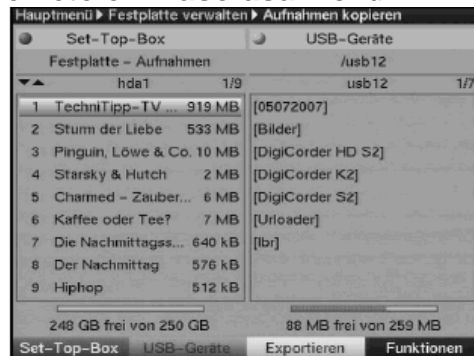 Hauptmenü Festplatte verwalten Aufnahmen kopieren
Set-Top-Box
Festplatte - Aufnahmen
hda1 1/9
1 TechniTipp-TV ... 919 MB
2 Sturm der Liebe 533 MB
3 Pinguin, Löwe & Co. 10 MB
4 Starsky & Hutch 2 MB
5 Charmed - Zauber... 6 MB
6 Kaffee oder Tee? 7 MB
7 Die Nachmittagss... 640 kB
8 Der Nachmittag 576 kB
9 Hiphop 512 kB
248 GB frei von 250 GB
USB-Geräte
/usb12
usb12 1/7
[05072007]
[Bilder]
[DigiCorder HD S2]
[DigiCorder K2]
[DigiCorder S2]
[Urloader]
[lbr]
88 MB frei von 259 MB
Set-Top-Box USB-Geräte Exportieren Funktionen